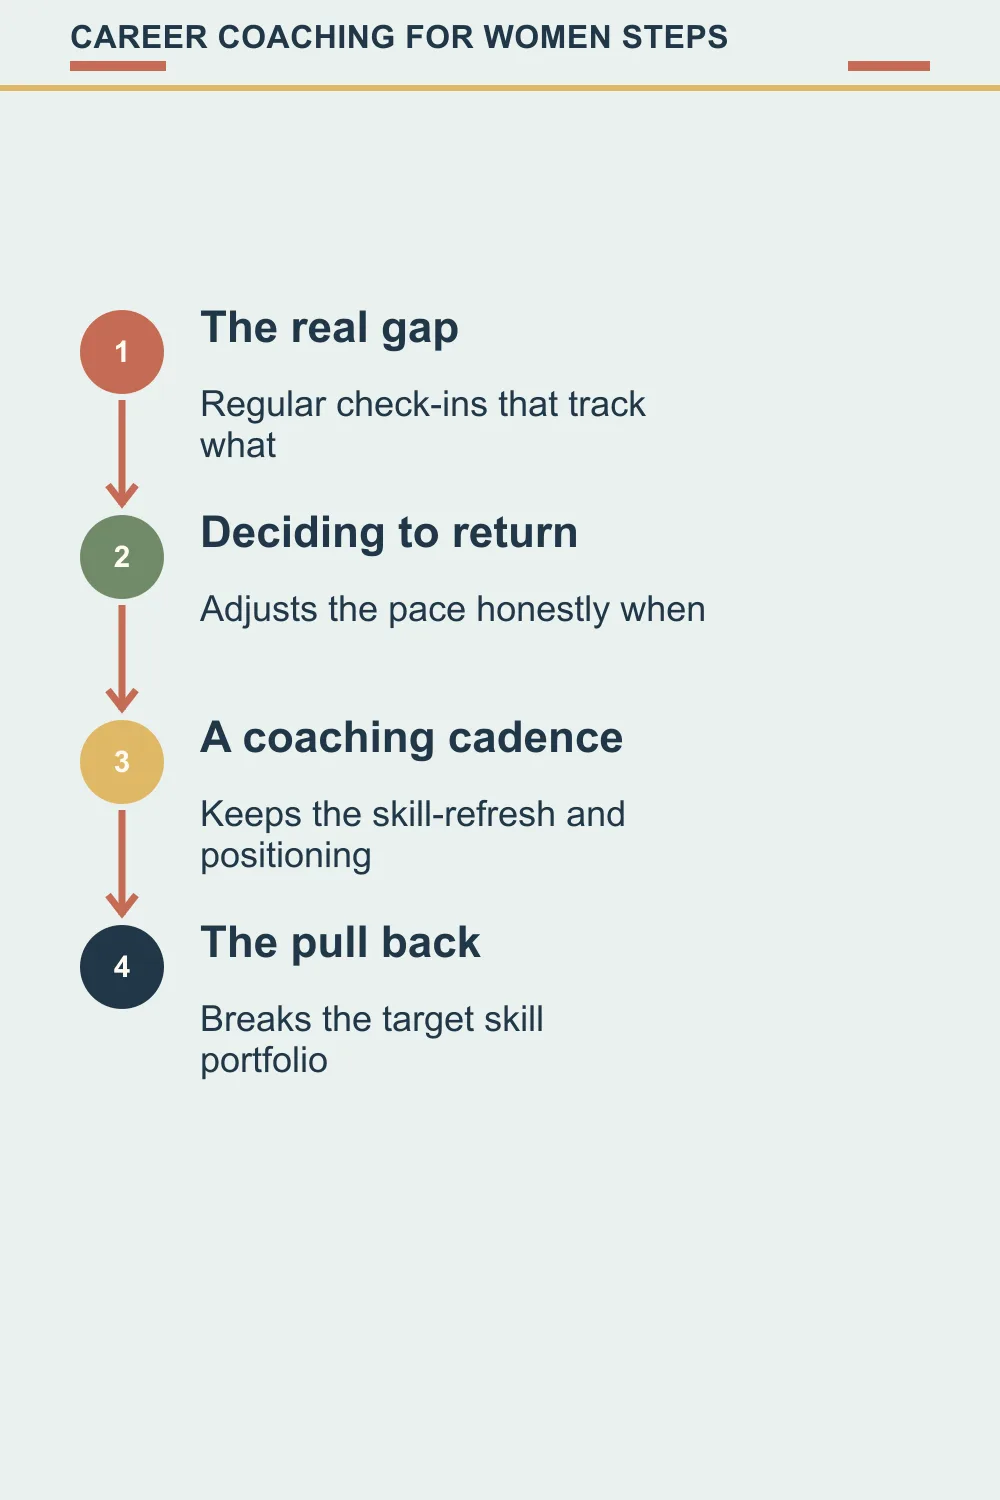 CAREER COACHING FOR WOMEN STEPS
1
The real gap
Regular check-ins that track
what
2
Deciding to return
Adjusts the pace honestly when
3
A coaching cadence
Keeps the skill-refresh and
positioning
4
The pull back
Breaks the target skill
portfolio